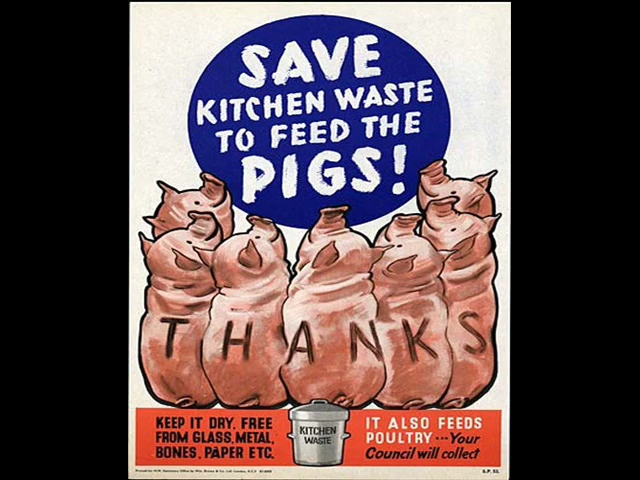 SAVE
KITCHEN WASTE
TO FEED THE
PIGS!
THANKS
KEEP IT DRY, FREE
FROM GLASS, METAL,
BONES, PAPER ETC.
KITCHEN
WASTE
IT ALSO FEEDS
POULTRY ··· Your
Council will collect
S.P. 52.